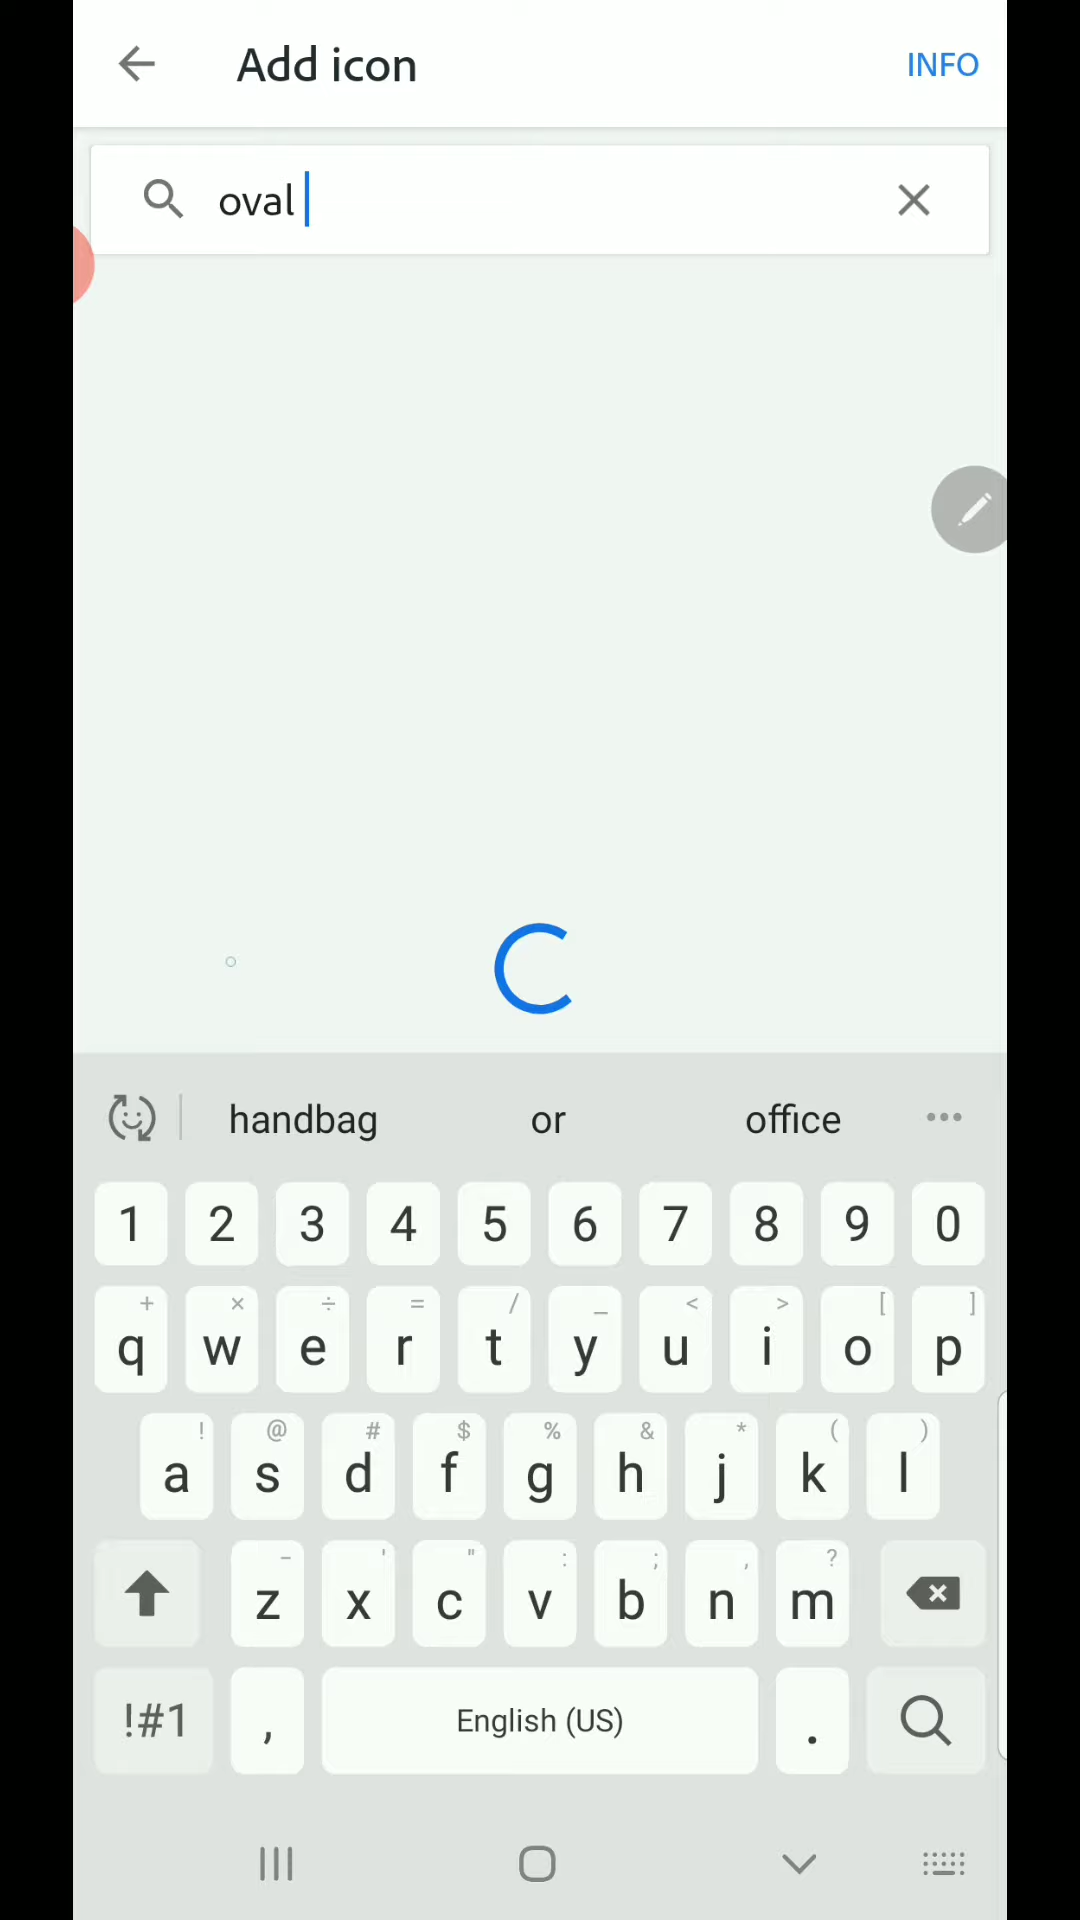 Add icon INFO
oval
handbag or office
1 2 3 4 5 6 7 8 9 0
+ × ÷ = / _ < > [ ]
q w e r t y u i o p
! @ # $ % & * ( )
a s d f g h j k l
- ' " : ; , ?
z x c v b n m
!#1 , English (US) .